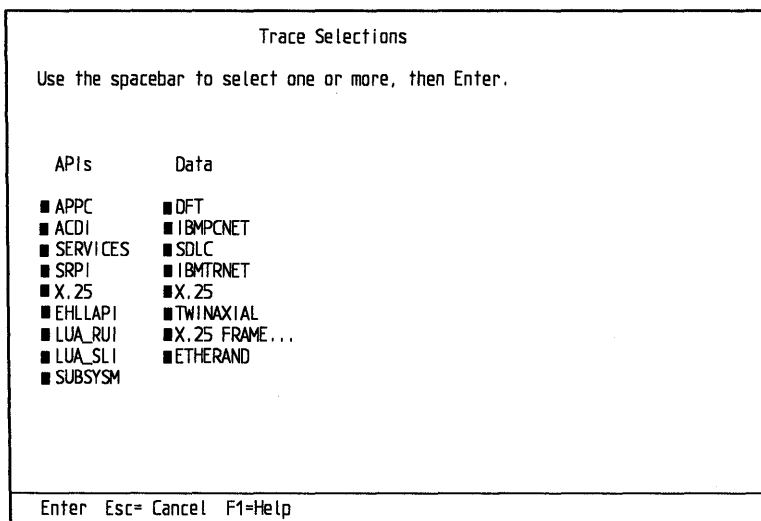 Trace Selections
Use the spacebar to select one or more, then Enter.
APIs Data
APPC DFT
ACDI IBMPCNET
SERVICES SDLC
SRPI IBMTRNET
X.25 X.25
EHLLAPI TWINAXIAL
LUA_RUI X.25 FRAME...
LUA_SLI ETHERAND
SUBSYSM
Enter Esc= Cancel F1=Help